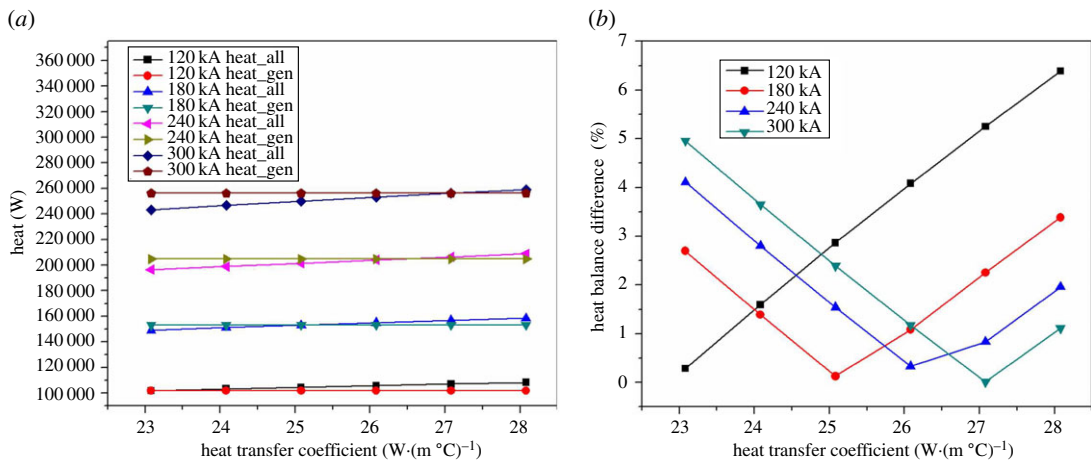 (a)
360 000
340 000
320 000
300 000
280 000
260 000
240 000
220 000
200 000
180 000
160 000
140 000
120 000
100 000
heat (W)
120 kA heat_all
120 kA heat_gen
180 kA heat_all
180 kA heat_gen
240 kA heat_all
240 kA heat_gen
300 kA heat_all
300 kA heat_gen
23 24 25 26 27 28
heat transfer coefficient (W·(m °C)⁻¹
(b)
7
6
5
4
3
2
1
0
heat balance difference (%)
120 kA
180 kA
240 kA
300 kA
23 24 25 26 27 28
heat transfer coefficient (W·(m °C)⁻¹